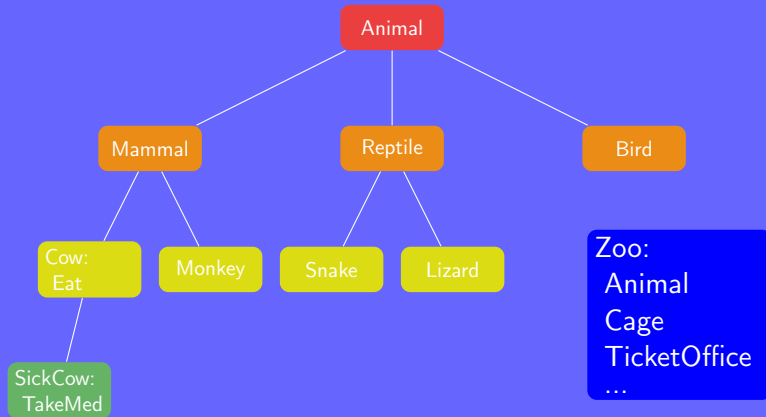 Animal
Mammal
Reptile
Bird
Cow:
Eat
Monkey
Snake
Lizard
SickCow:
TakeMed
Zoo:
Animal
Cage
TicketOffice
...